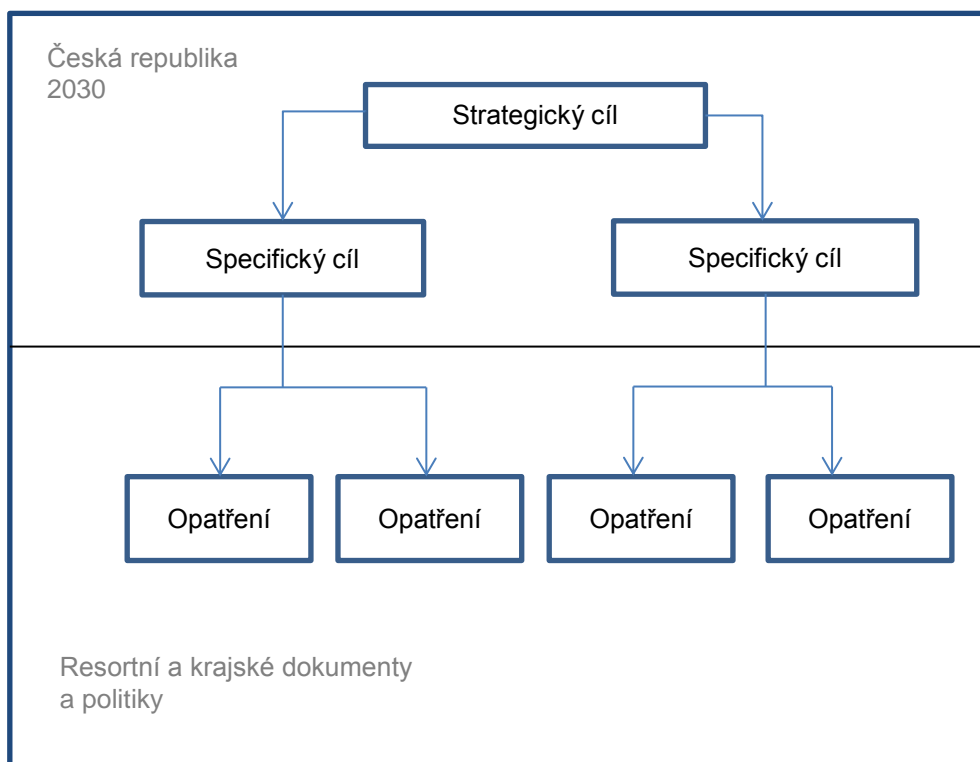 Česká republika
2030
Strategický cíl
Specifický cíl
Specifický cíl
Opatření
Opatření
Opatření
Opatření
Resortní a krajské dokumenty
a politiky